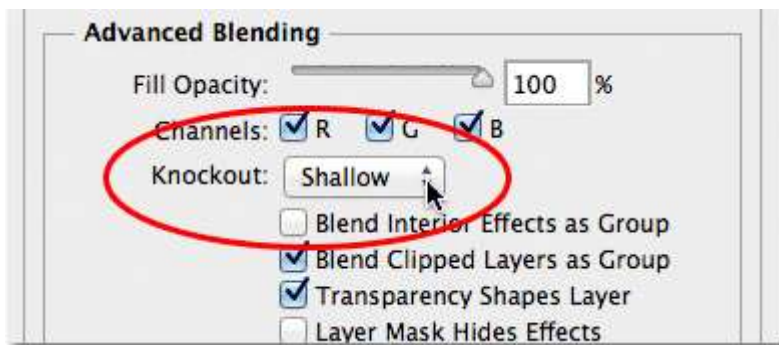 Advanced Blending
Fill Opacity: 100 %
Channels: R G B
Knockout: Shallow
Blend Interior Effects as Group
Blend Clipped Layers as Group
Transparency Shapes Layer
Layer Mask Hides Effects